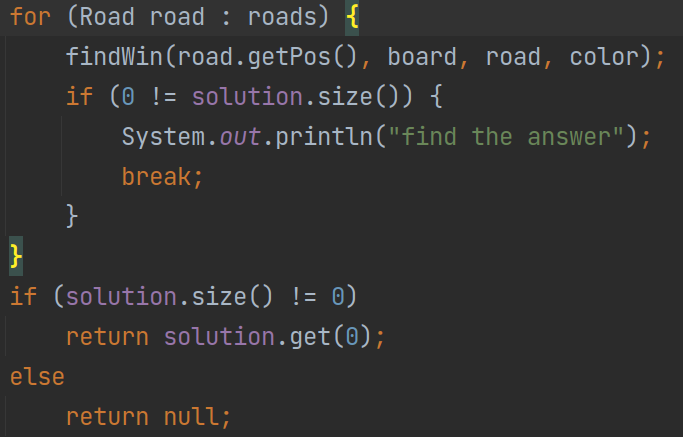 for (Road road : roads) {
    findWin(road.getPos(), board, road, color);
    if (0 != solution.size()) {
        System.out.println("find the answer");
        break;
    }
}
if (solution.size() != 0)
    return solution.get(0);
else
    return null;